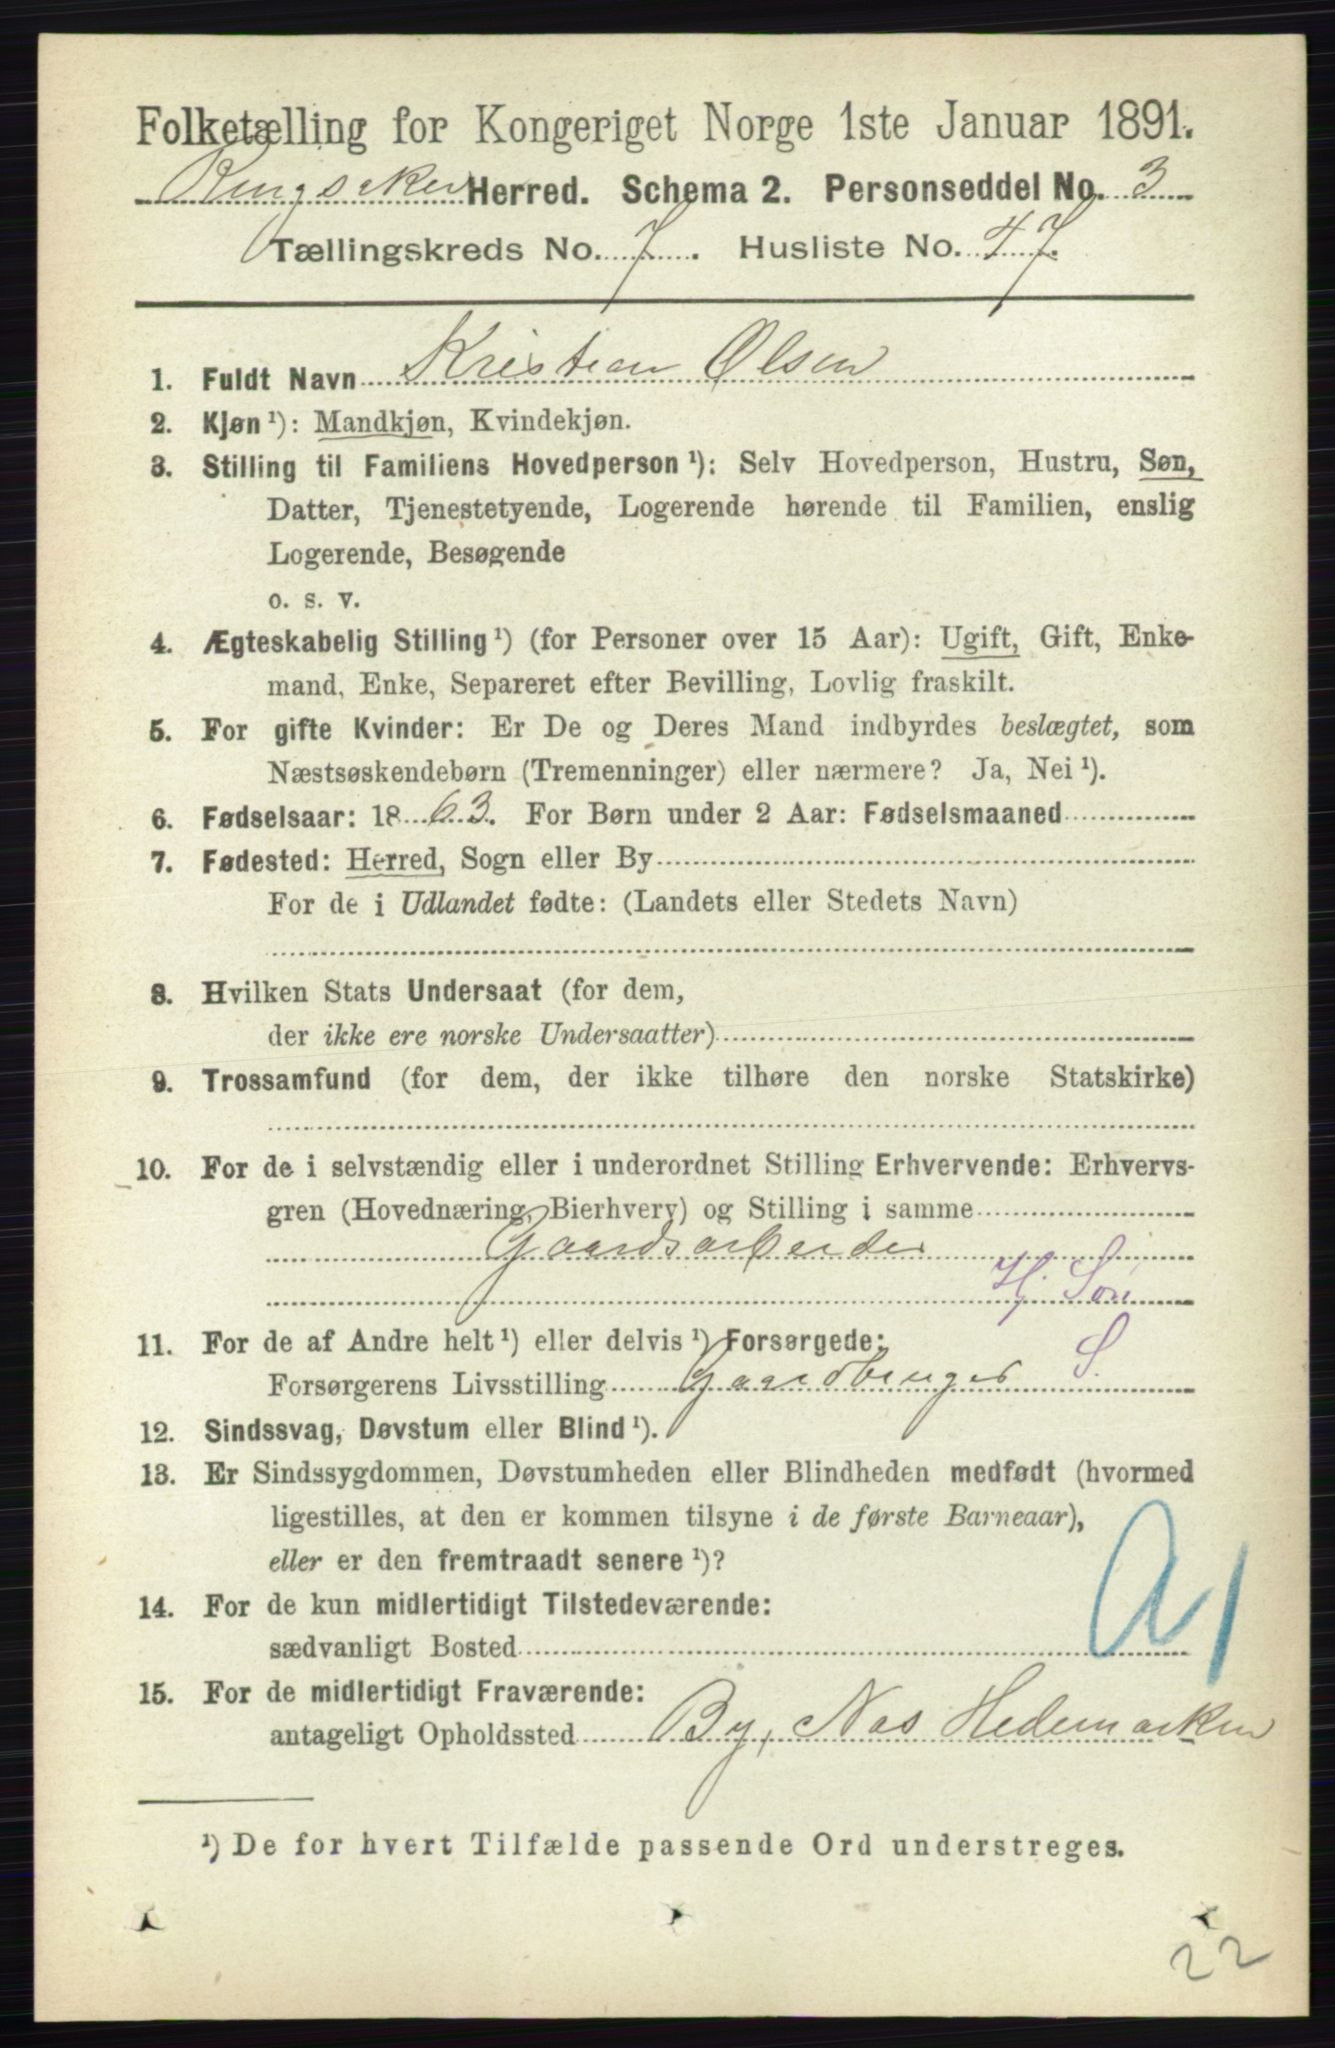 Folketælling for Kongeriget Norge 1ste Januar 1891.
Ringsaker Herred. Schema 2. Personseddel No. 3
Tællingskreds No. 7. Husliste No. 47.
1. Fuldt Navn Kristian Olsen
2. Kjøn ¹): Mandkjøn, Kvindekjøn.
3. Stilling til Familiens Hovedperson ¹): Selv Hovedperson, Hustru, Søn,
Datter, Tjenestetyende, Logerende hørende til Familien, enslig
Logerende, Besøgende
o. s. v.
4. Ægteskabelig Stilling ¹) (for Personer over 15 Aar): Ugift, Gift, Enke-
mand, Enke, Separeret efter Bevilling, Lovlig fraskilt.
5. For gifte Kvinder: Er De og Deres Mand indbyrdes beslægtet, som
Næstsøskendebørn (Tremenninger) eller nærmere? Ja, Nei ¹).
6. Fødselsaar: 1863. For Børn under 2 Aar: Fødselsmaaned
7. Fødested: Herred, Sogn eller By
For de i Udlandet fødte: (Landets eller Stedets Navn)
8. Hvilken Stats Undersaat (for dem,
der ikke ere norske Undersaatter)
9. Trossamfund (for dem, der ikke tilhøre den norske Statskirke)
10. For de i selvstændig eller i underordnet Stilling Erhvervende: Erhvervs-
gren (Hovednæring, Bierhverv) og Stilling i samme
Gaardsarbeider
Hj. Søn
11. For de af Andre helt ¹) eller delvis ¹) Forsørgede:
Forsørgerens Livsstilling Gaardbruger S.
12. Sindssvag, Døvstum eller Blind ¹).
13. Er Sindssygdommen, Døvstumheden eller Blindheden medfødt (hvormed
ligestilles, at den er kommen tilsyne i de første Barneaar),
eller er den fremtraadt senere ¹)?
14. For de kun midlertidigt Tilstedeværende:
sædvanligt Bosted
15. For de midlertidigt Fraværende:
antageligt Opholdssted By, Nes Hedemarken
¹) De for hvert Tilfælde passende Ord understreges.
22